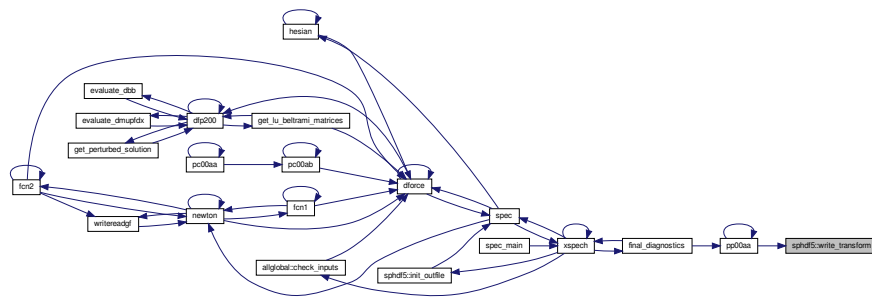 hesian
evaluate_dbb
evaluate_dmupfdx
dfp200
get_lu_beltrami_matrices
get_perturbed_solution
pc00aa
pc00ab
fcn2
dforce
newton
fcn1
writereadgf
spec
spec_main
xspech
final_diagnostics
pp00aa
sphdf5::write_transform
allglobal::check_inputs
sphdf5::init_outfile